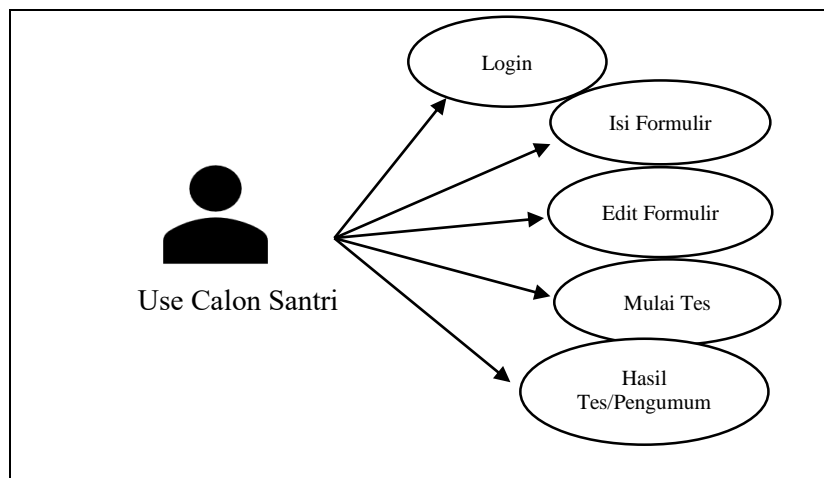 Login
Isi Formulir
Edit Formulir
Use Calon Santri
Mulai Tes
Hasil
Tes/Pengumum